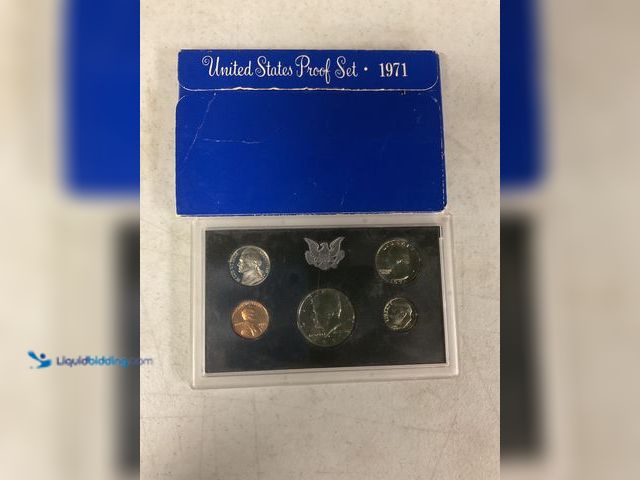 United States Proof Set • 1971
Liquidbidding.com